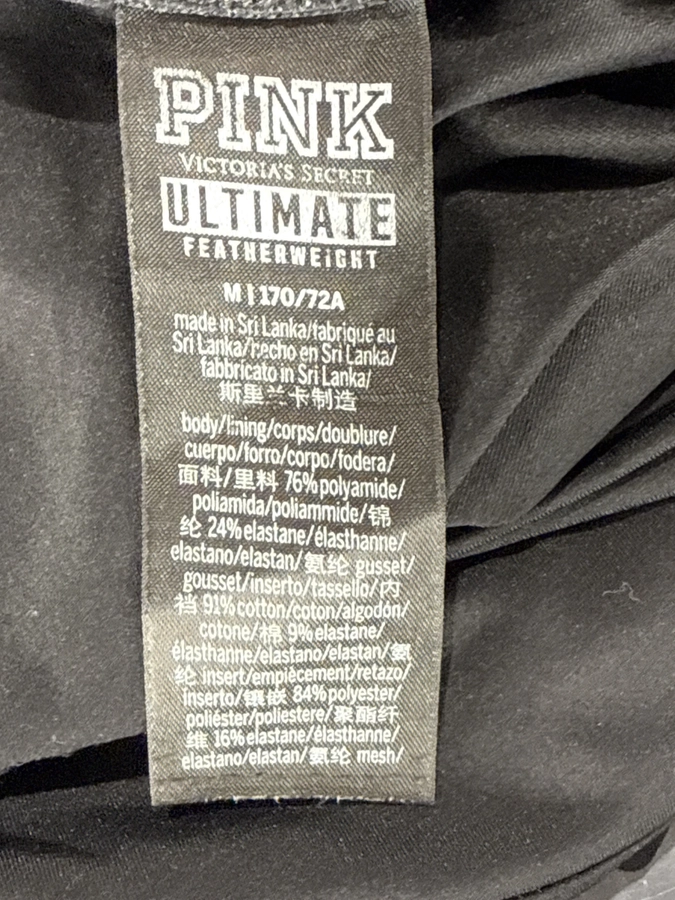 PINK
VICTORIA'S SECRET
ULTIMATE
FEATHERWEIGHT
M | 170/72A
made in Sri Lanka/fabriqué au
Sri Lanka/hecho en Sri Lanka/
fabbricato in Sri Lanka/
斯里兰卡制造
body/lining/corps/doublure/
cuerpo/forro/corpo/fodera/
面料/里料 76% polyamide/
poliamida/poliammide/锦
纶 24% elastane/élasthanne/
elastano/elastan/氨纶 gusset/
gousset/inserto/tassello/内
裆 91% cotton/coton/algodón/
cotone/棉 9% elastane/
élasthanne/elastano/elastan/氨
纶 insert/empiècement/retazo/
inserto/镶嵌 84% polyester/
poliéster/poliestere/聚酯纤
维 16% elastane/élasthanne/
elastano/elastan/氨纶 mesh/